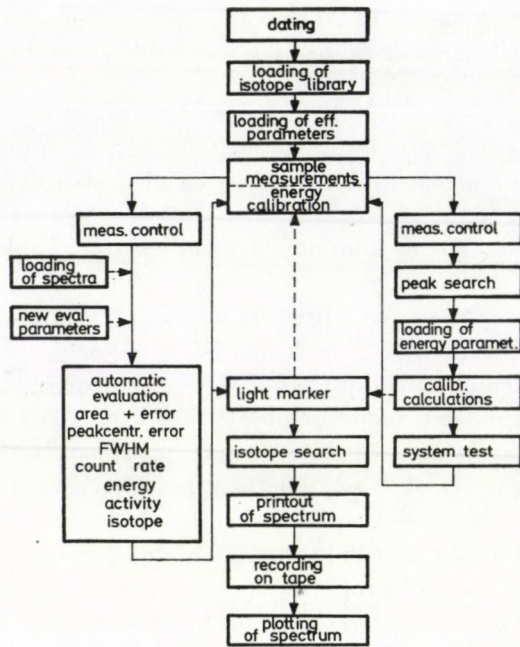 dating
loading of
isotope library
loading of eff.
parameters
sample
measurements
energy
calibration
meas. control
loading
of spectra
new eval.
parameters
automatic
evaluation
area + error
peakcentr. error
FWHM
count rate
energy
activity
isotope
light marker
isotope search
printout
of spectrum
recording
on tape
plotting
of spectrum
meas. control
peak search
loading of
energy paramet.
calibr.
calculations
system test